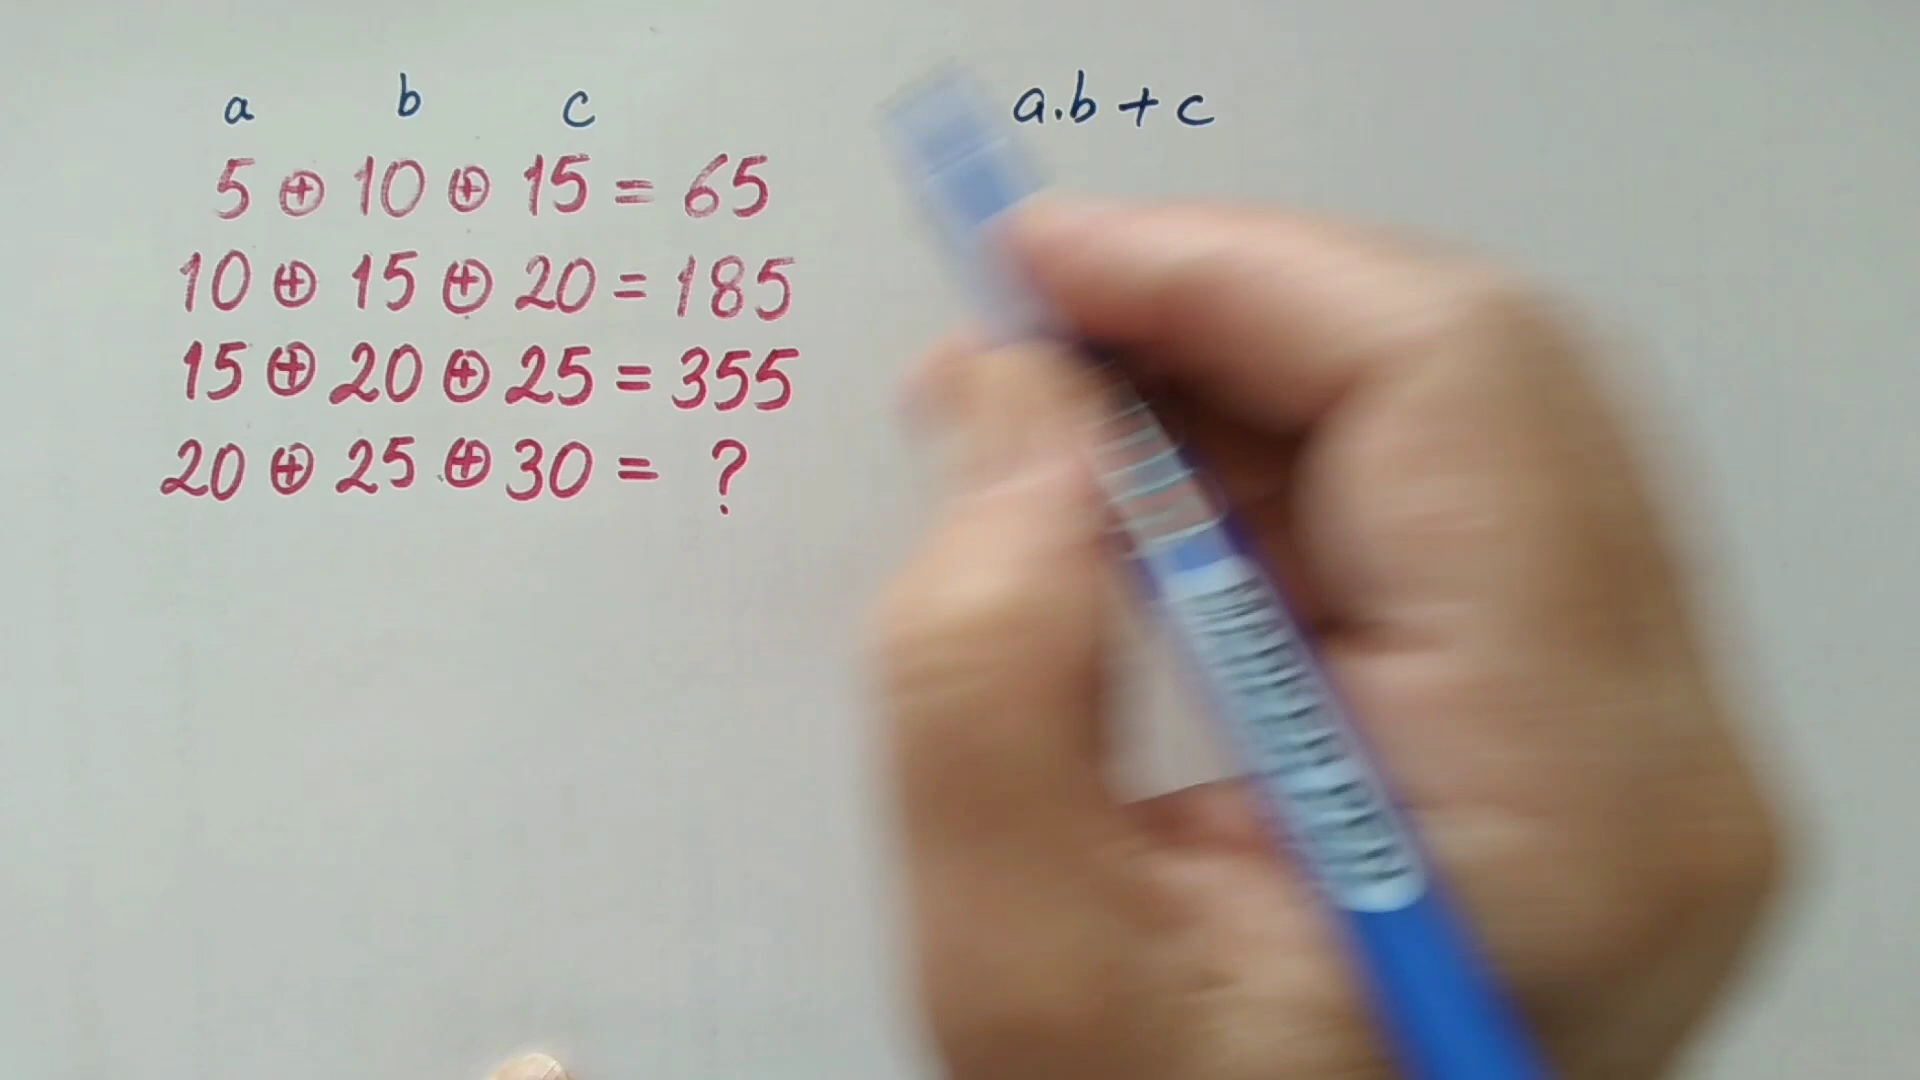 a b c a.b + c
5 ⊕ 10 ⊕ 15 = 65
10 ⊕ 15 ⊕ 20 = 185
15 ⊕ 20 ⊕ 25 = 355
20 ⊕ 25 ⊕ 30 = ?